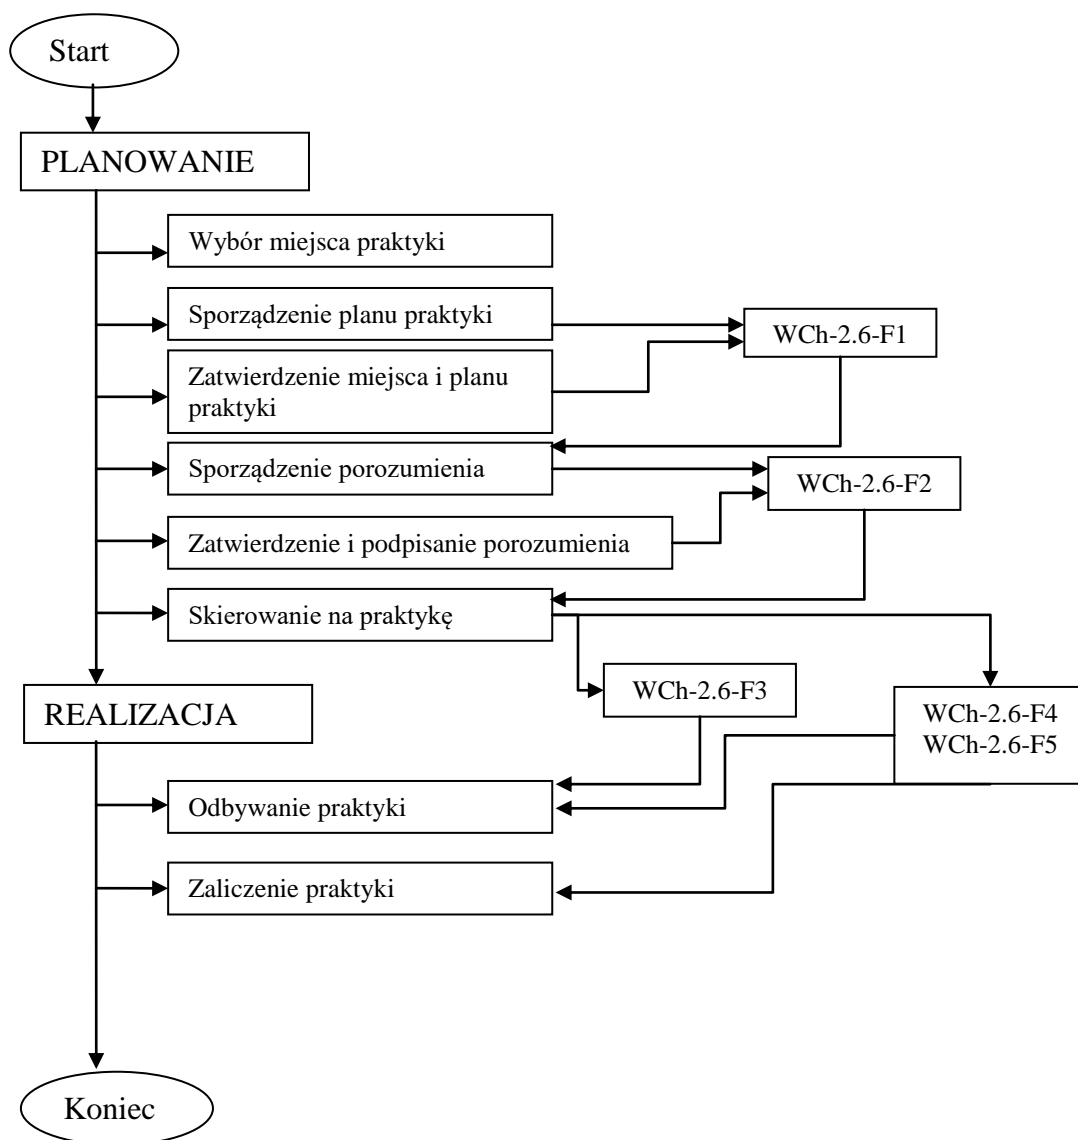 Start
PLANOWANIE
Wybór miejsca praktyki
Sporządzenie planu praktyki
WCh-2.6-F1
Zatwierdzenie miejsca i planu
praktyki
Sporządzenie porozumienia
WCh-2.6-F2
Zatwierdzenie i podpisanie porozumienia
Skierowanie na praktykę
WCh-2.6-F3
REALIZACJA
WCh-2.6-F4
WCh-2.6-F5
Odbywanie praktyki
Zaliczenie praktyki
Koniec